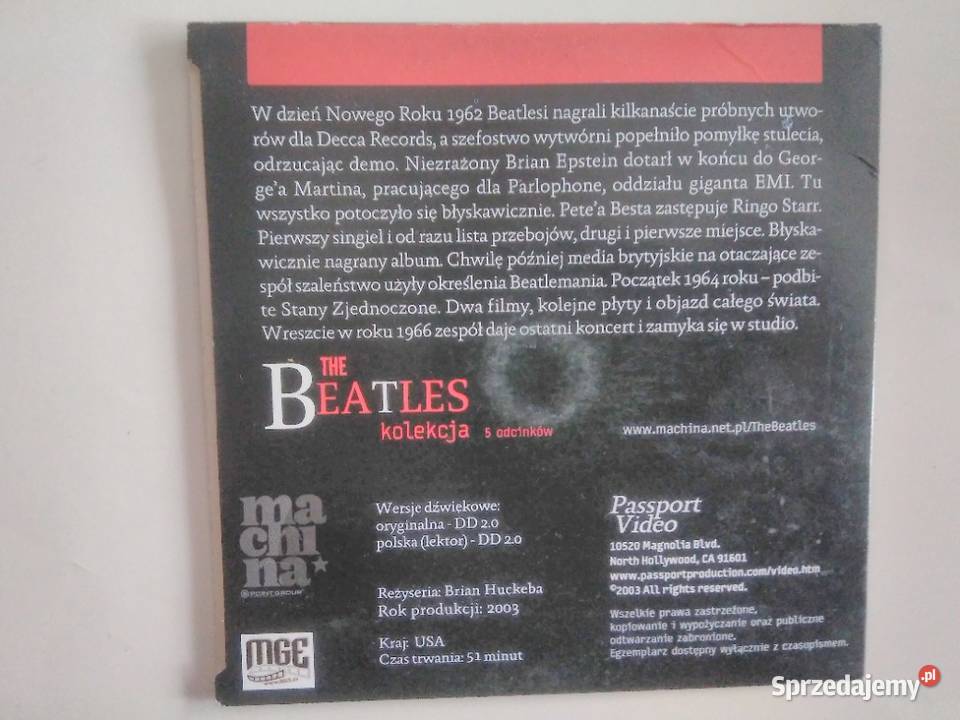 W dzień Nowego Roku 1962 Beatlesi nagrali kilkanaście próbnych utwo-
rów dla Decca Records, a szefostwo wytwórni popełniło pomyłkę stulecia,
odrzucając demo. Niezrażony Brian Epstein dotarł w końcu do Geor-
ge'a Martina, pracującego dla Parlophone, oddziału giganta EMI. Tu
wszystko potoczyło się błyskawicznie. Pete'a Besta zastępuje Ringo Starr.
Pierwszy singiel i od razu lista przebojów, drugi i pierwsze miejsce. Błyska-
wicznie nagrany album. Chwilę później media brytyjskie na otaczające ze-
spół szaleństwo użyły określenia Beatlemania. Początek 1964 roku – podbi-
te Stany Zjednoczone. Dwa filmy, kolejne płyty i objazd całego świata.
Wreszcie w roku 1966 zespół daje ostatni koncert i zamyka się w studio.
THE
BEATLES
kolekcja 5 odcinków
www.machina.net.pl/TheBeatles
ma
chi
na
Wersje dźwiękowe:
oryginalna - DD 2.0
polska (lektor) - DD 2.0
Reżyseria: Brian Huckeba
Rok produkcji: 2003
Kraj: USA
Czas trwania: 51 minut
MGE
Passport
Video
10520 Magnolia Blvd.
North Hollywood, CA 91601
www.passportproduction.com/video.htm
©2003 All rights reserved.
Wszelkie prawa zastrzeżone,
kopiowanie i wypożyczanie oraz publiczne
odtwarzanie zabronione.
Egzemplarz dostępny wyłącznie z czasopismem.
Sprzedajemy.pl